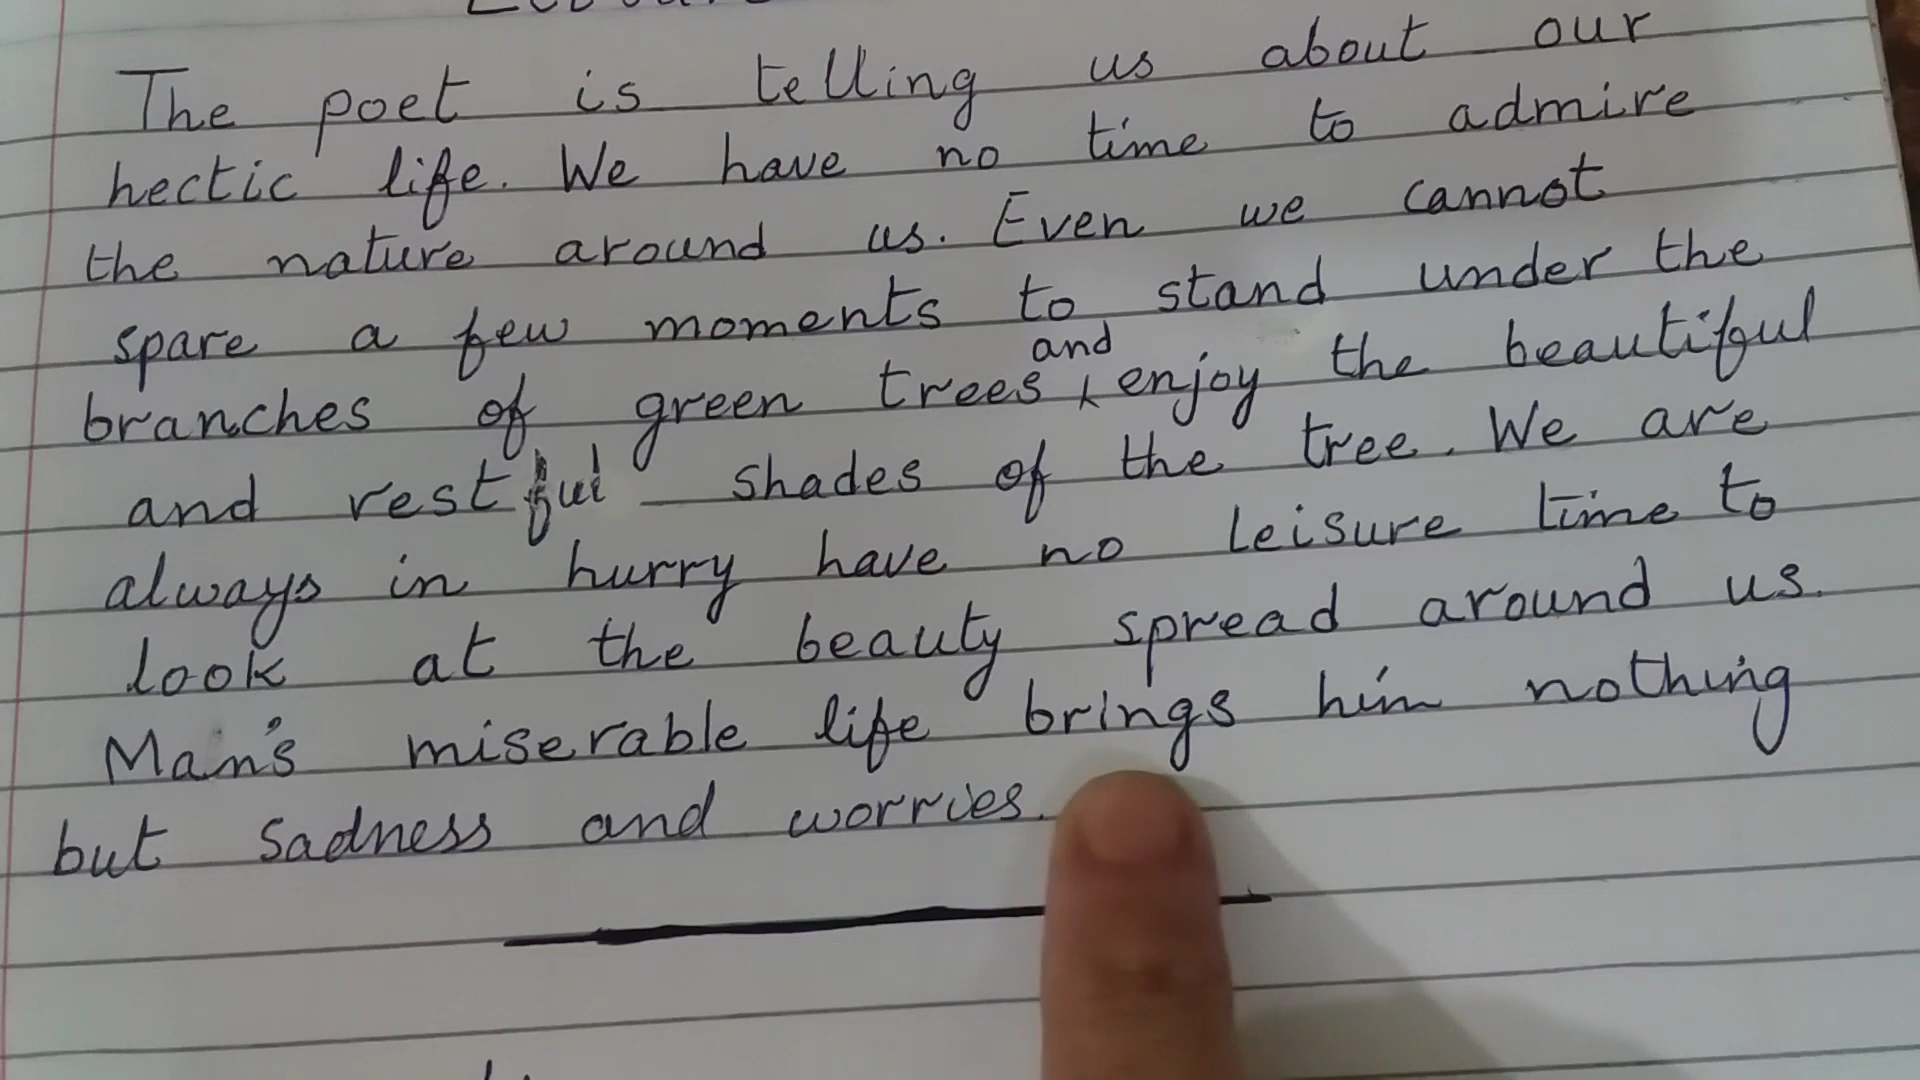 The poet is telling us about our
hectic life. We have no time to admire
the nature around us. Even we cannot
spare a few moments to stand under the
branches of green trees and enjoy the beautiful
and restful shades of the tree. We are
always in hurry have no leisure time to
look at the beauty spread around us.
Man's miserable life brings him nothing
but sadness and worries.